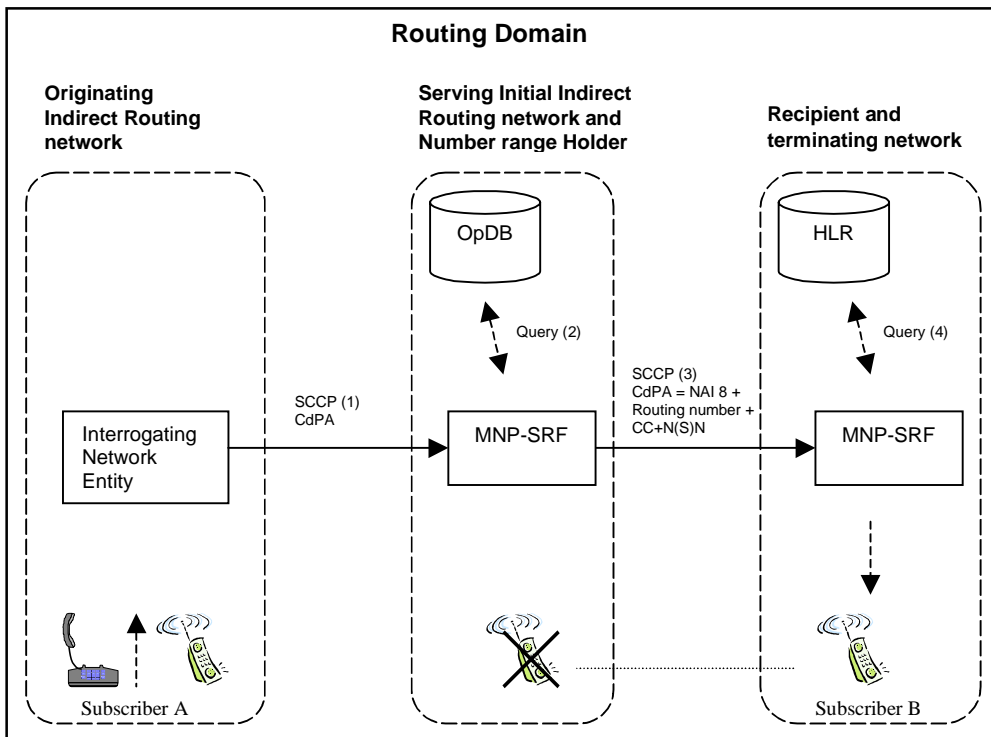 Routing Domain
Originating
Indirect Routing
network
Serving Initial Indirect
Routing network and
Number range Holder
Recipient and
terminating network
OpDB
HLR
Query (2)
Query (4)
SCCP (1)
CdPA
SCCP (3)
CdPA = NAI 8 +
Routing number +
CC+N(S)N
Interrogating
Network
Entity
MNP-SRF
MNP-SRF
Subscriber A
Subscriber B